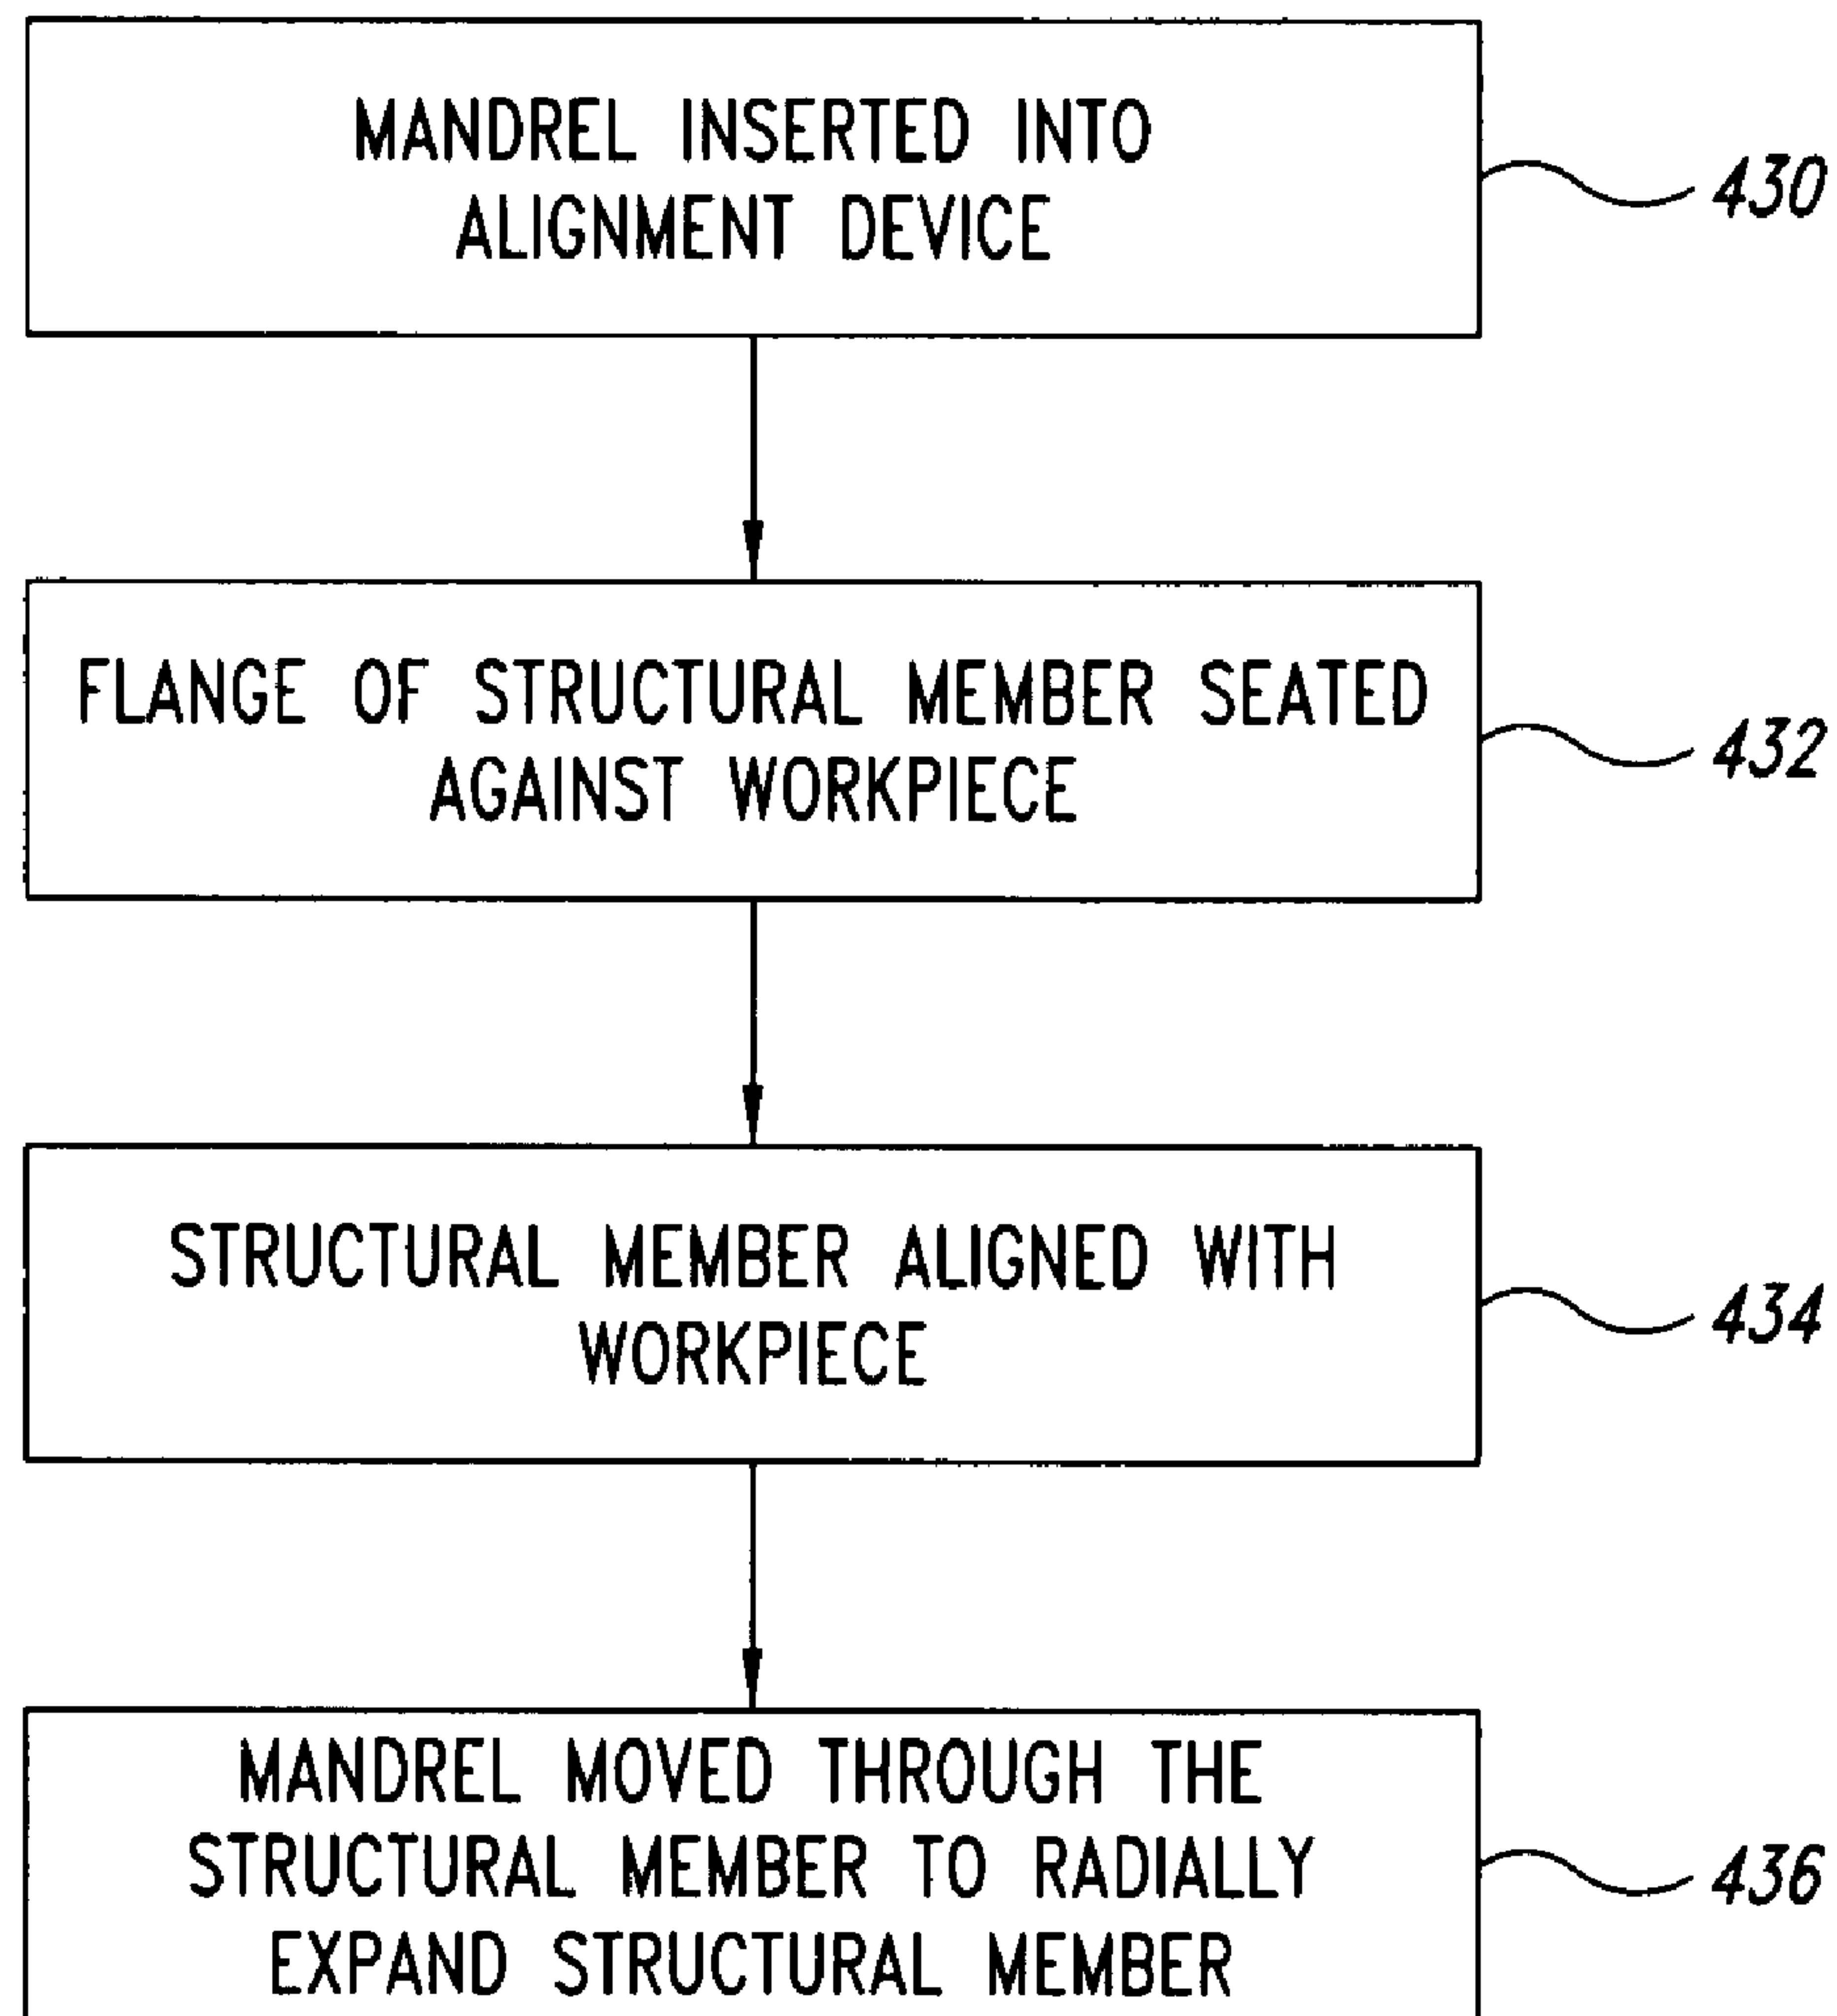 MANDREL INSERTED INTO
ALIGNMENT DEVICE
430
FLANGE OF STRUCTURAL MEMBER SEATED
AGAINST WORKPIECE
432
STRUCTURAL MEMBER ALIGNED WITH
WORKPIECE
434
MANDREL MOVED THROUGH THE
STRUCTURAL MEMBER TO RADIALLY
EXPAND STRUCTURAL MEMBER
436